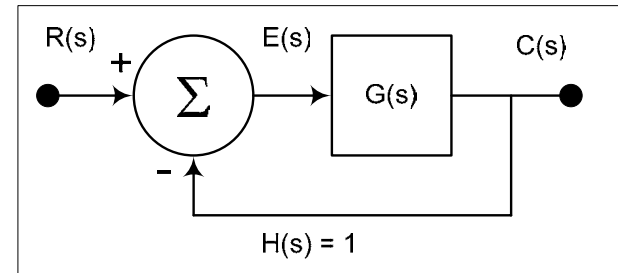 R(s)
E(s)
C(s)
+
Σ
G(s)
-
H(s) = 1